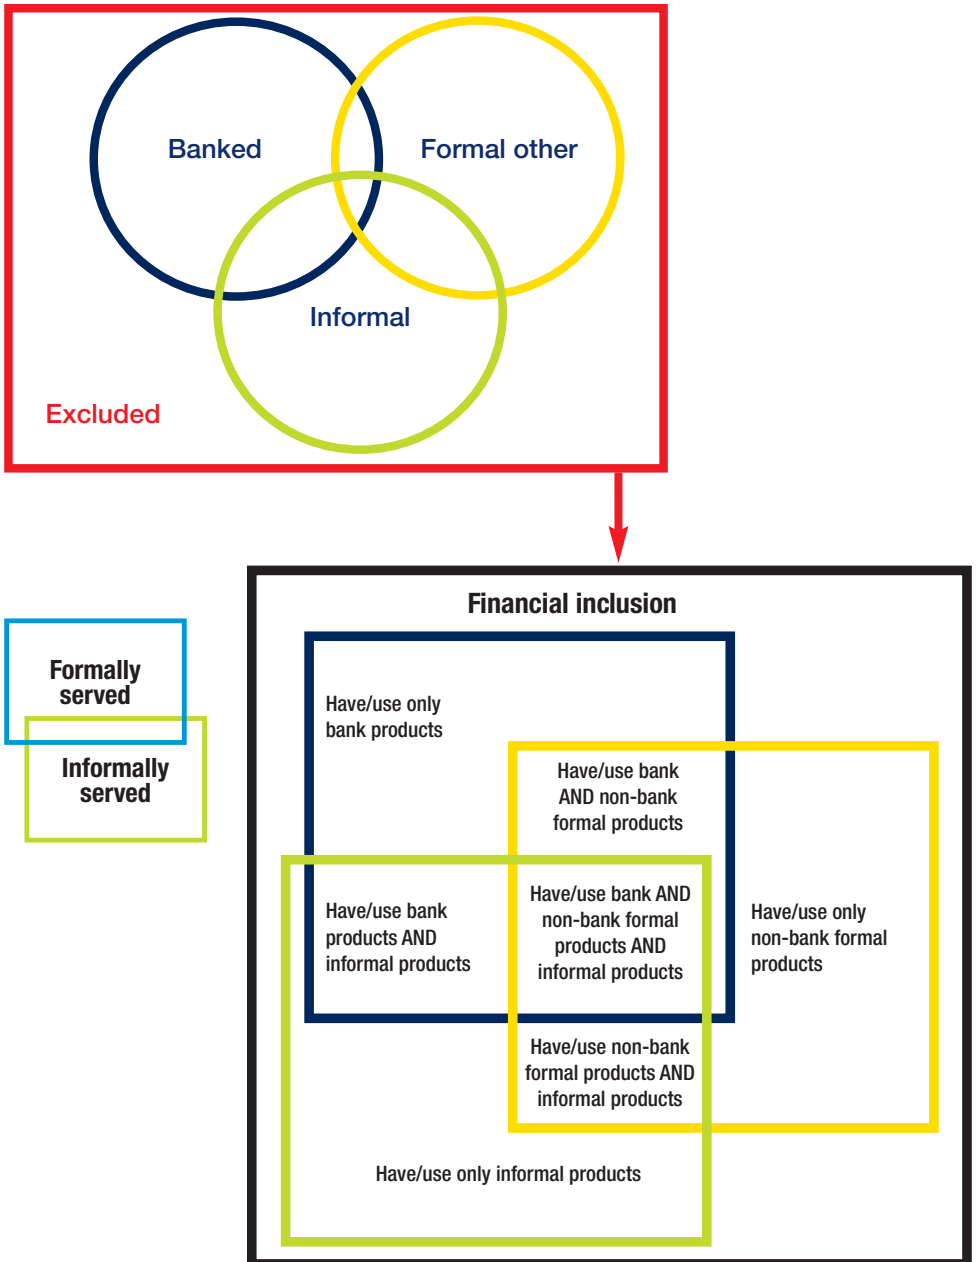 Banked
Formal other
Informal
Excluded
Financial inclusion
Formally
served
Informally
served
Have/use only
bank products
Have/use bank
AND non-bank
formal products
Have/use bank
products AND
informal products
Have/use bank AND
non-bank formal
products AND
informal products
Have/use only
non-bank formal
products
Have/use non-bank
formal products AND
informal products
Have/use only informal products